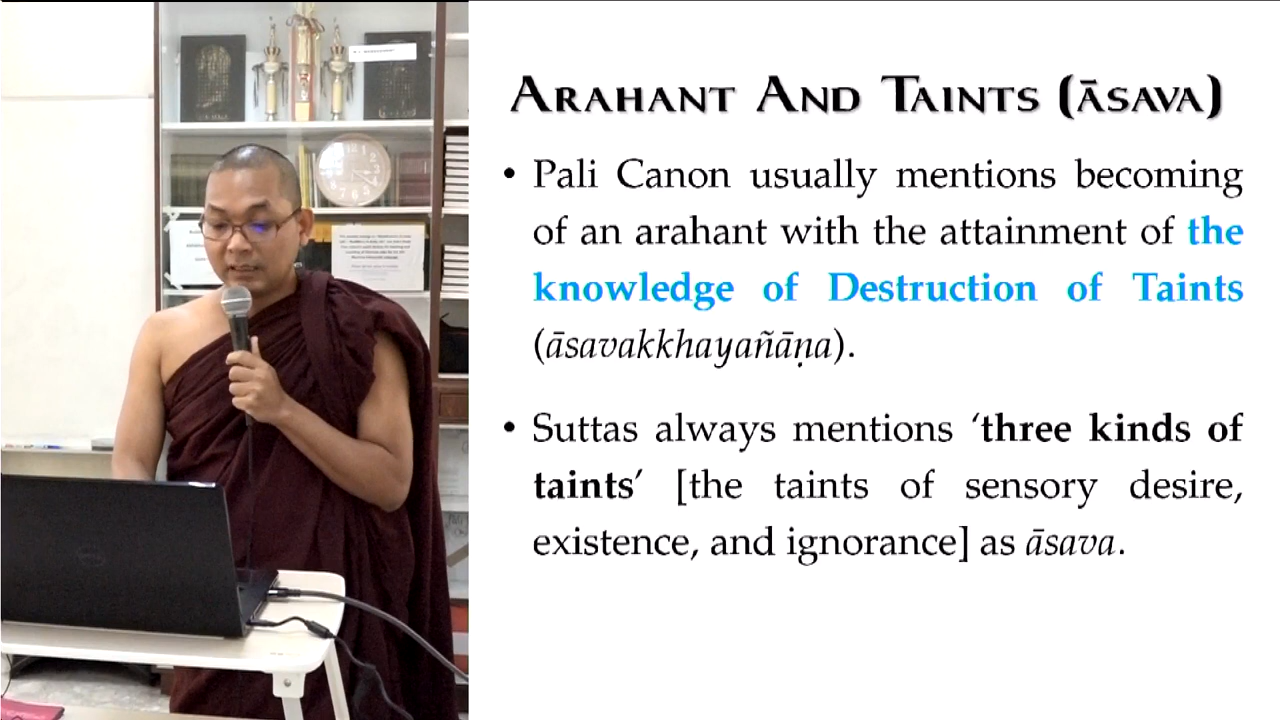 ARAHANT AND TAINTS (ĀSAVA)
• Pali Canon usually mentions becoming
of an arahant with the attainment of the
knowledge of Destruction of Taints
(āsavakkhayañāṇa).
• Suttas always mentions ‘three kinds of
taints’ [the taints of sensory desire,
existence, and ignorance] as āsava.